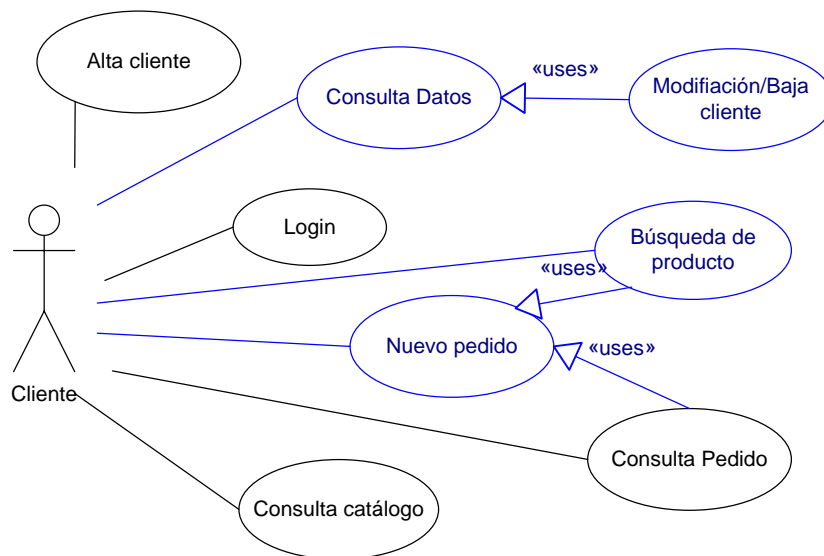 Alta cliente
«uses»
Consulta Datos
Modifiación/Baja
cliente
Login
Búsqueda de
producto
«uses»
Nuevo pedido
«uses»
Cliente
Consulta Pedido
Consulta catálogo